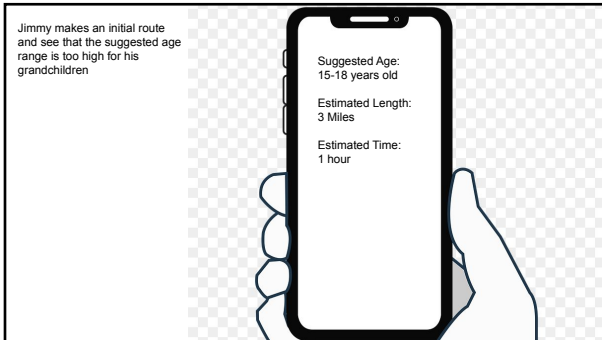 Jimmy makes an initial route
and see that the suggested age
range is too high for his
grandchildren
Suggested Age:
15-18 years old
Estimated Length:
3 Miles
Estimated Time:
1 hour